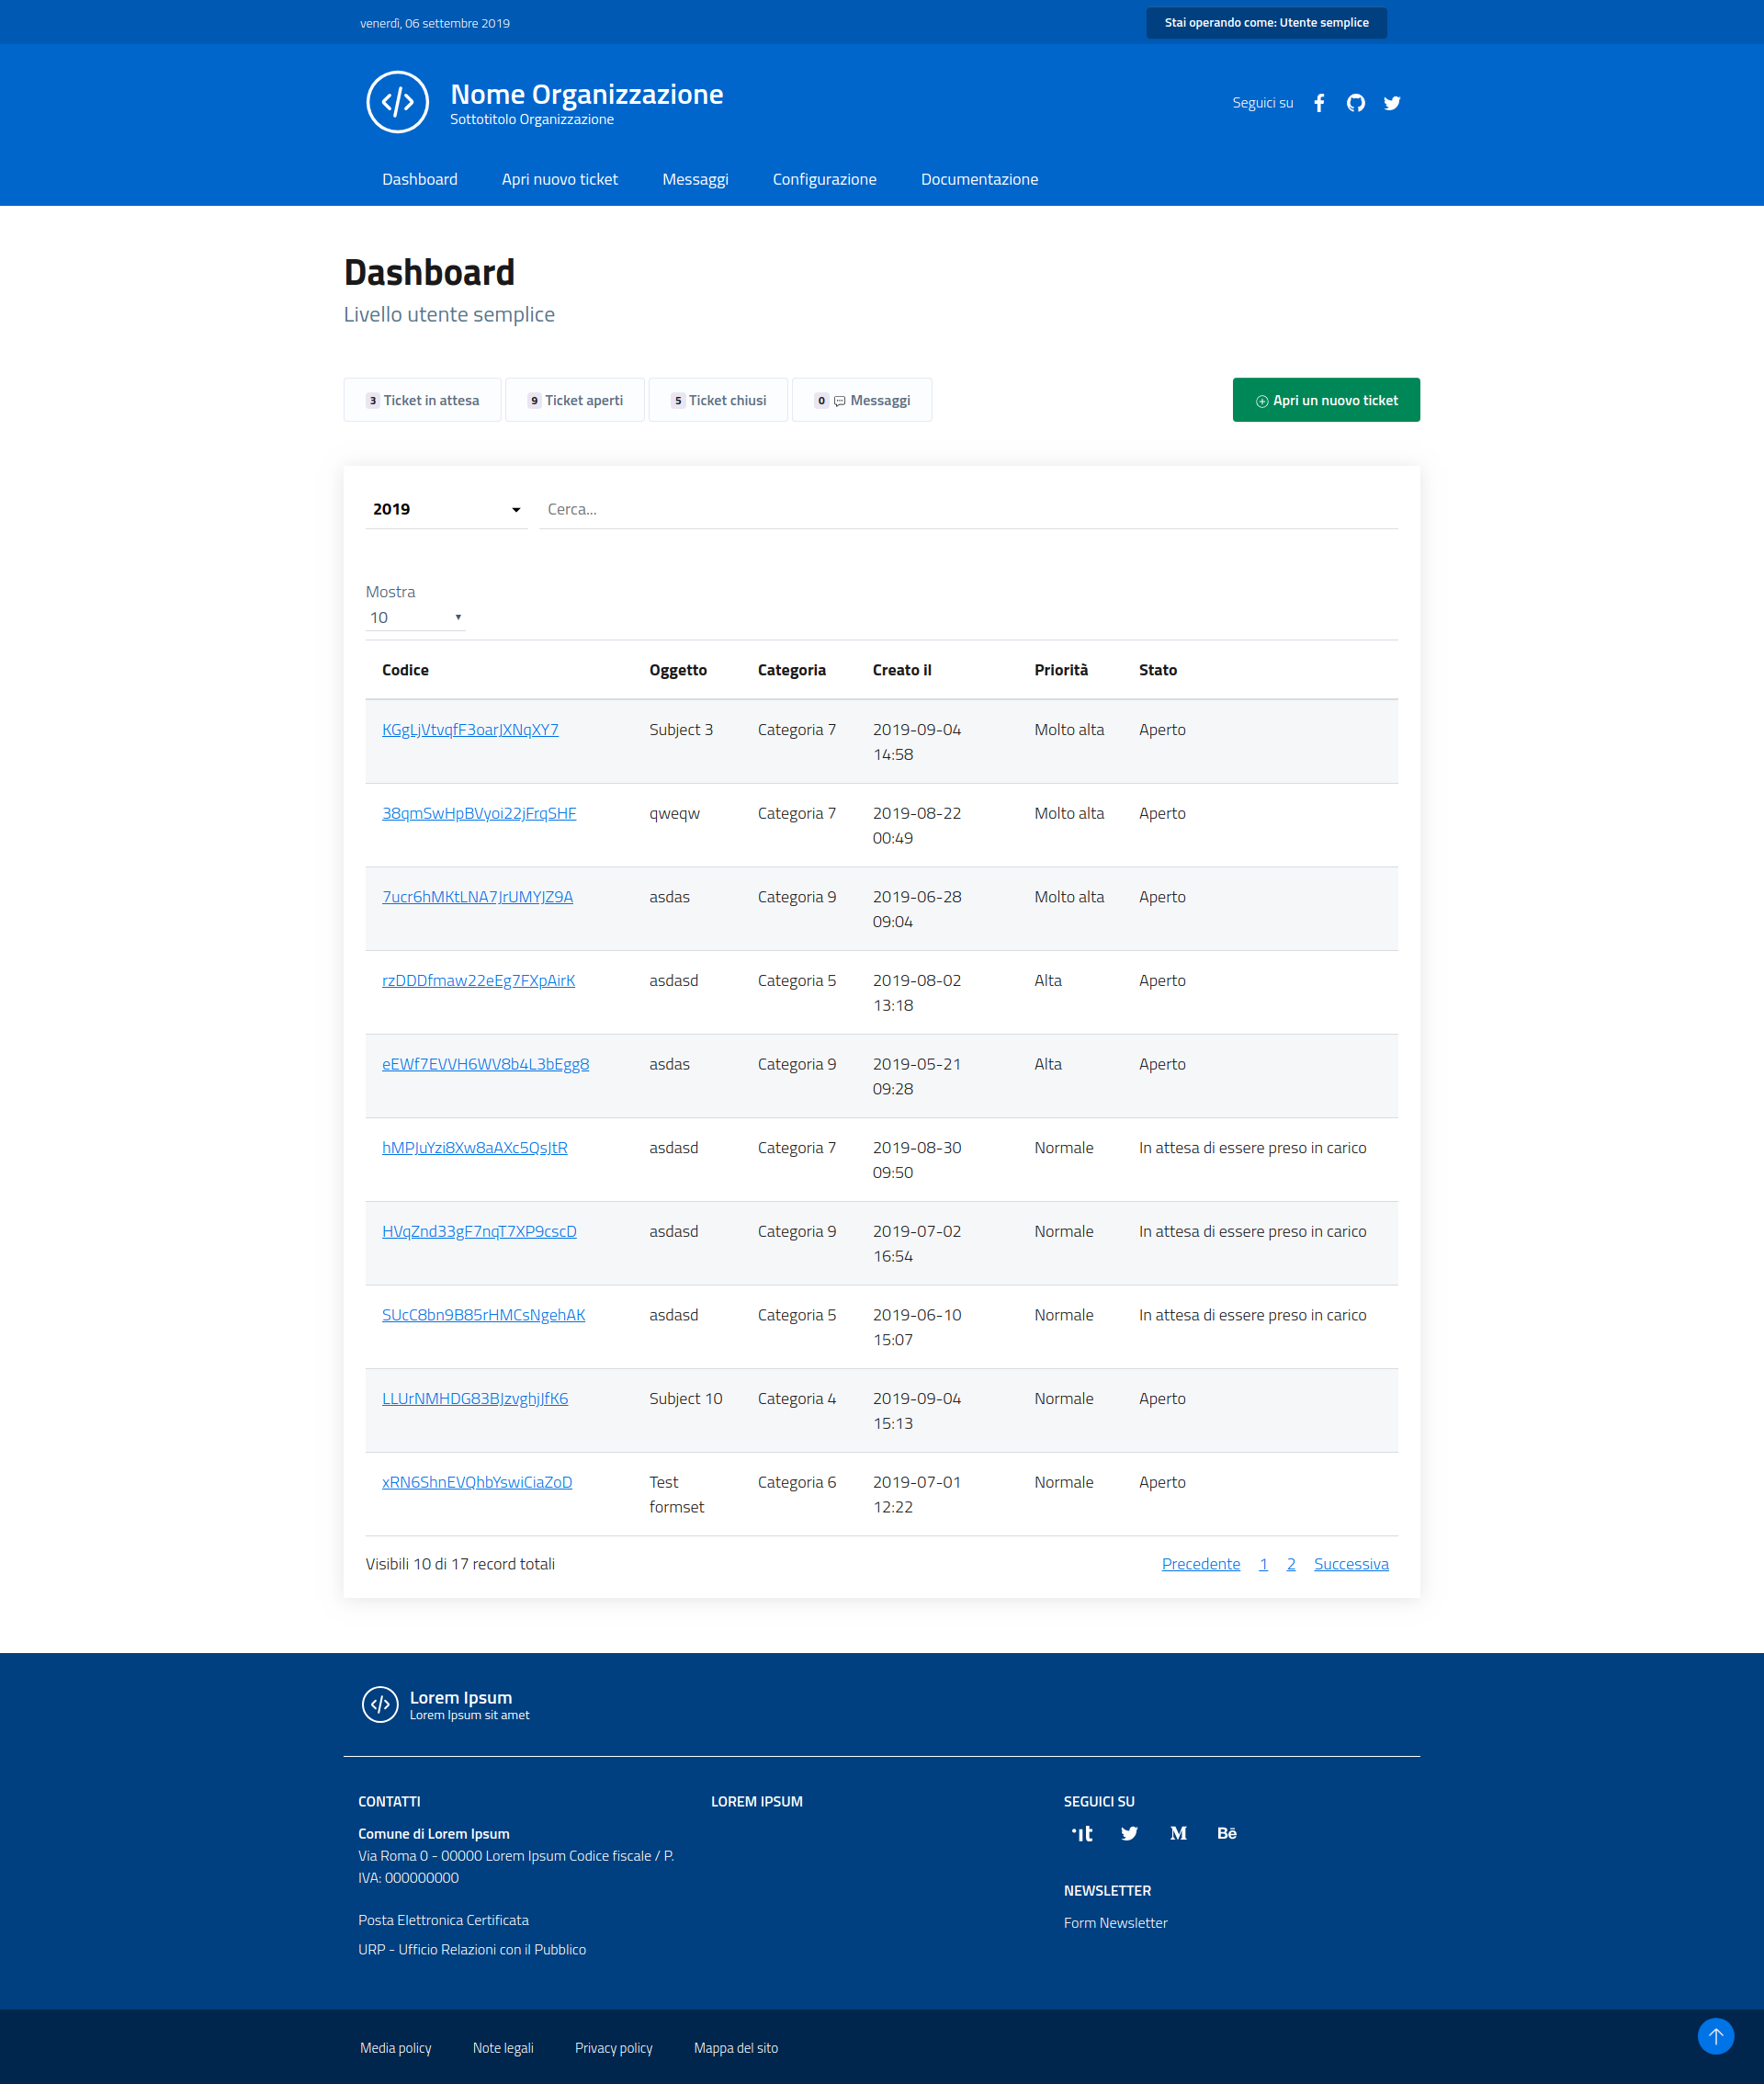 venerdì, 06 settembre 2019
Stai operando come: Utente semplice
Nome Organizzazione
Sottotitolo Organizzazione
Seguici su
Dashboard Apri nuovo ticket Messaggi Configurazione Documentazione
Dashboard
Livello utente semplice
3 Ticket in attesa 9 Ticket aperti 5 Ticket chiusi 0 Messaggi Apri un nuovo ticket
2019 Cerca...
Mostra
10
Codice Oggetto Categoria Creato il Priorità Stato
KGgLjVtvqfF3oarJXNqXY7 Subject 3 Categoria 7 2019-09-04 Molto alta Aperto
14:58
38qmSwHpBVyoi22jFrqSHF qweqw Categoria 7 2019-08-22 Molto alta Aperto
00:49
7ucr6hMKtLNA7JrUMYJZ9A asdas Categoria 9 2019-06-28 Molto alta Aperto
09:04
rzDDDfmaw22eEg7FXpAirK asdasd Categoria 5 2019-08-02 Alta Aperto
13:18
eEWf7EVVH6WV8b4L3bEgg8 asdas Categoria 9 2019-05-21 Alta Aperto
09:28
hMPJuYzi8Xw8aAXc5QsJtR asdasd Categoria 7 2019-08-30 Normale In attesa di essere preso in carico
09:50
HVqZnd33gF7nqT7XP9cscD asdasd Categoria 9 2019-07-02 Normale In attesa di essere preso in carico
16:54
SUcC8bn9B85rHMCsNgehAK asdasd Categoria 5 2019-06-10 Normale In attesa di essere preso in carico
15:07
LLUrNMHDG83BJzvghjJfK6 Subject 10 Categoria 4 2019-09-04 Normale Aperto
15:13
xRN6ShnEVQhbYswiCiaZoD Test Categoria 6 2019-07-01 Normale Aperto
formset 12:22
Visibili 10 di 17 record totali Precedente 1 2 Successiva
Lorem Ipsum
Lorem Ipsum sit amet
CONTATTI
Comune di Lorem Ipsum
Via Roma 0 - 00000 Lorem Ipsum Codice fiscale / P.
IVA: 000000000
Posta Elettronica Certificata
URP - Ufficio Relazioni con il Pubblico
LOREM IPSUM
SEGUICI SU
NEWSLETTER
Form Newsletter
Media policy Note legali Privacy policy Mappa del sito